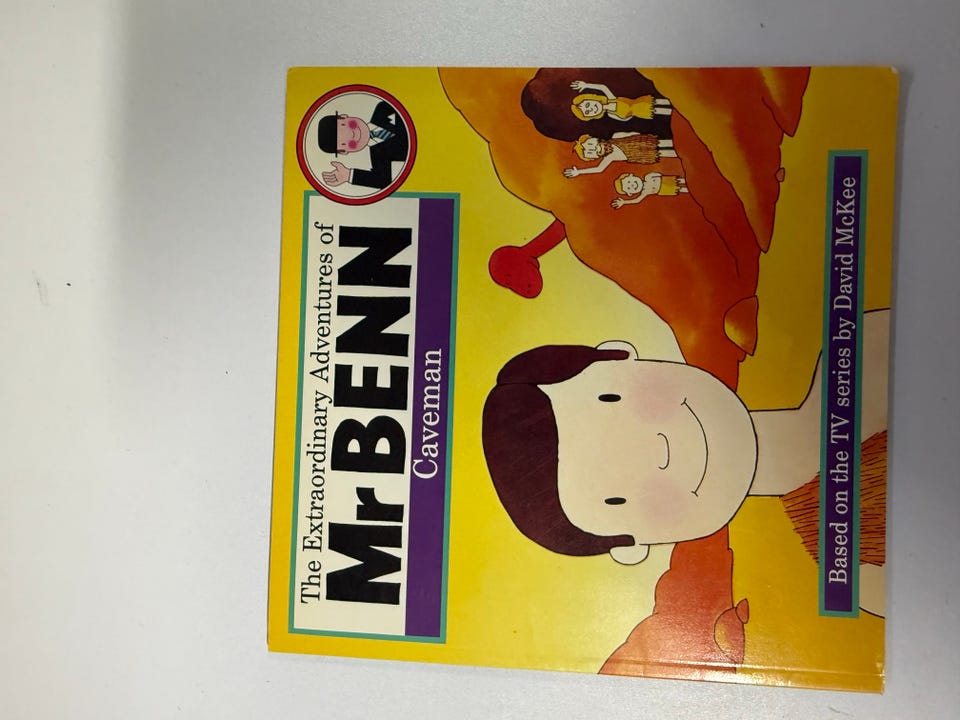 The Extraordinary Adventures of
Mr BENN
Caveman
Based on the TV series by David McKee